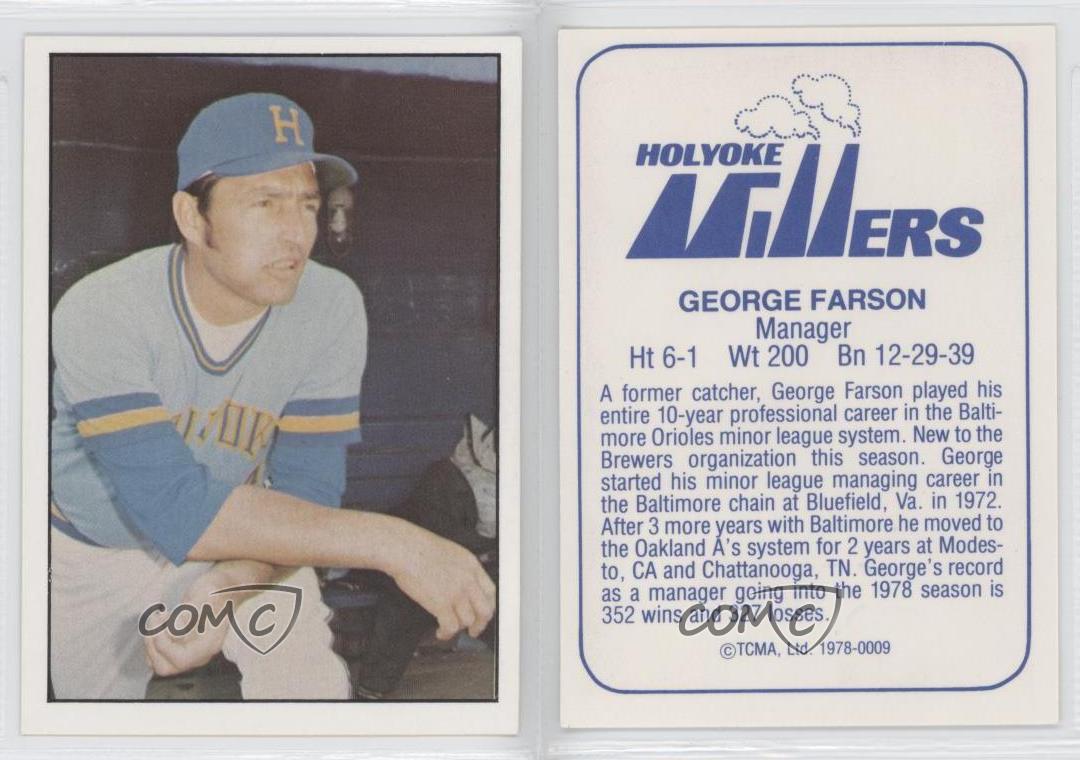 H
COMC
HOLYOKE
MILLERS
GEORGE FARSON
Manager
Ht 6-1 Wt 200 Bn 12-29-39
A former catcher, George Farson played his
entire 10-year professional career in the Balti-
more Orioles minor league system. New to the
Brewers organization this season. George
started his minor league managing career in
the Baltimore chain at Bluefield, Va. in 1972.
After 3 more years with Baltimore he moved to
the Oakland A's system for 2 years at Modes-
to, CA and Chattanooga, TN. George's record
as a manager going into the 1978 season is
352 wins and 327 losses.
COMC
©TCMA, Ltd. 1978-0009